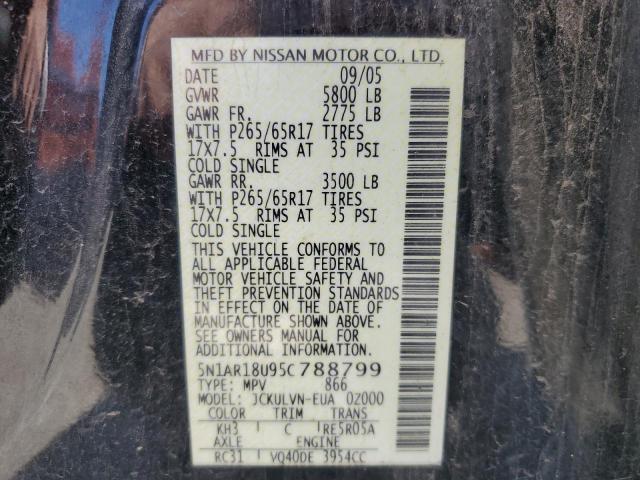 MFD BY NISSAN MOTOR CO., LTD.
DATE 09/05
GVWR 5800 LB
GAWR FR. 2775 LB
WITH P265/65R17 TIRES
17X7.5 RIMS AT 35 PSI
COLD SINGLE
GAWR RR. 3500 LB
WITH P265/65R17 TIRES
17X7.5 RIMS AT 35 PSI
COLD SINGLE
THIS VEHICLE CONFORMS TO
ALL APPLICABLE FEDERAL
MOTOR VEHICLE SAFETY AND
THEFT PREVENTION STANDARDS
IN EFFECT ON THE DATE OF
MANUFACTURE SHOWN ABOVE.
SEE OWNERS MANUAL FOR
ADDITIONAL INFORMATION.
5N1AR18U95C788799
TYPE: MPV 866
MODEL: JCKULVN-EUA 02000
COLOR TRIM TRANS
KH3 C RE5R05A
AXLE ENGINE
RC31 VQ40DE 3954CC